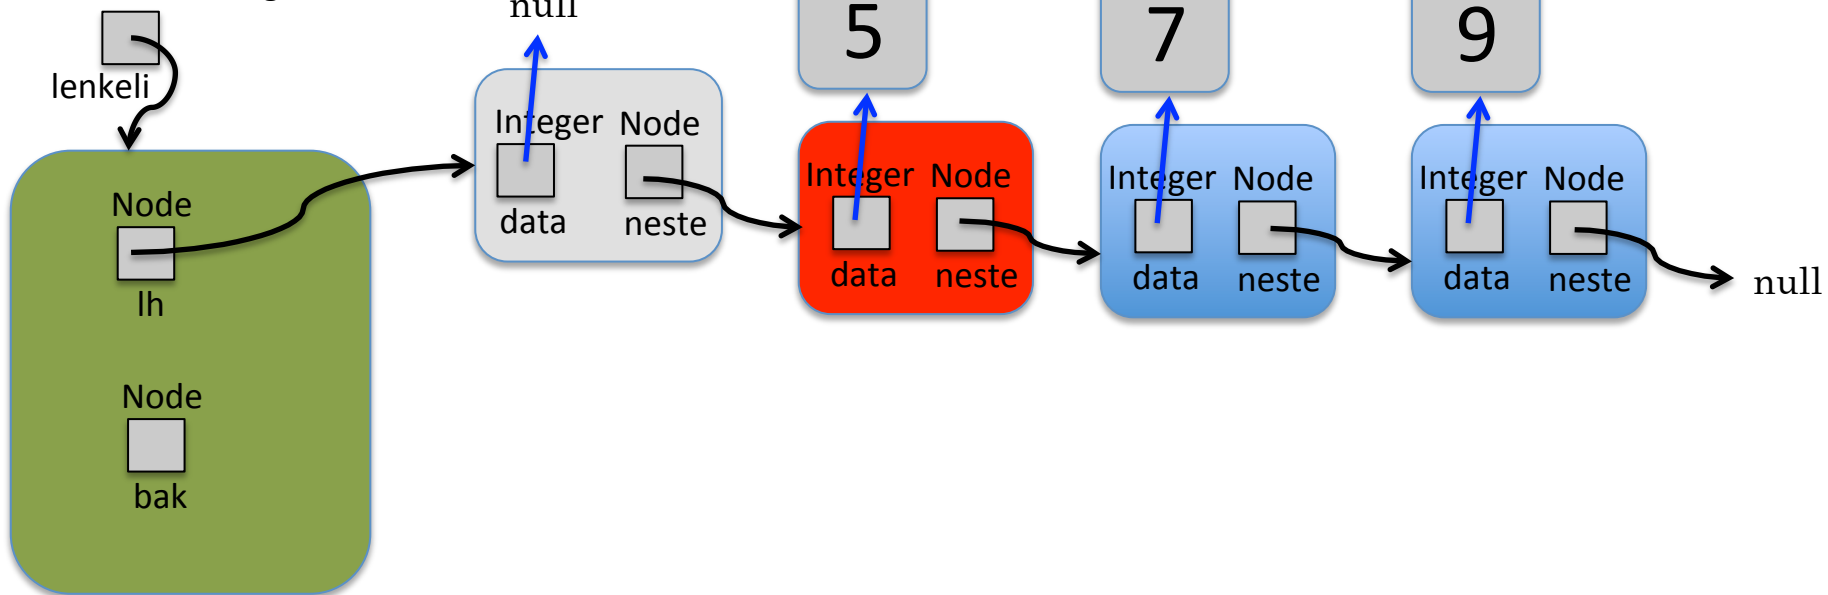 null
5
7
9
lenkeli
Integer Node
data neste
Node
lh
Integer Node
data neste
Integer Node
data neste
Integer Node
data neste
null
Node
bak